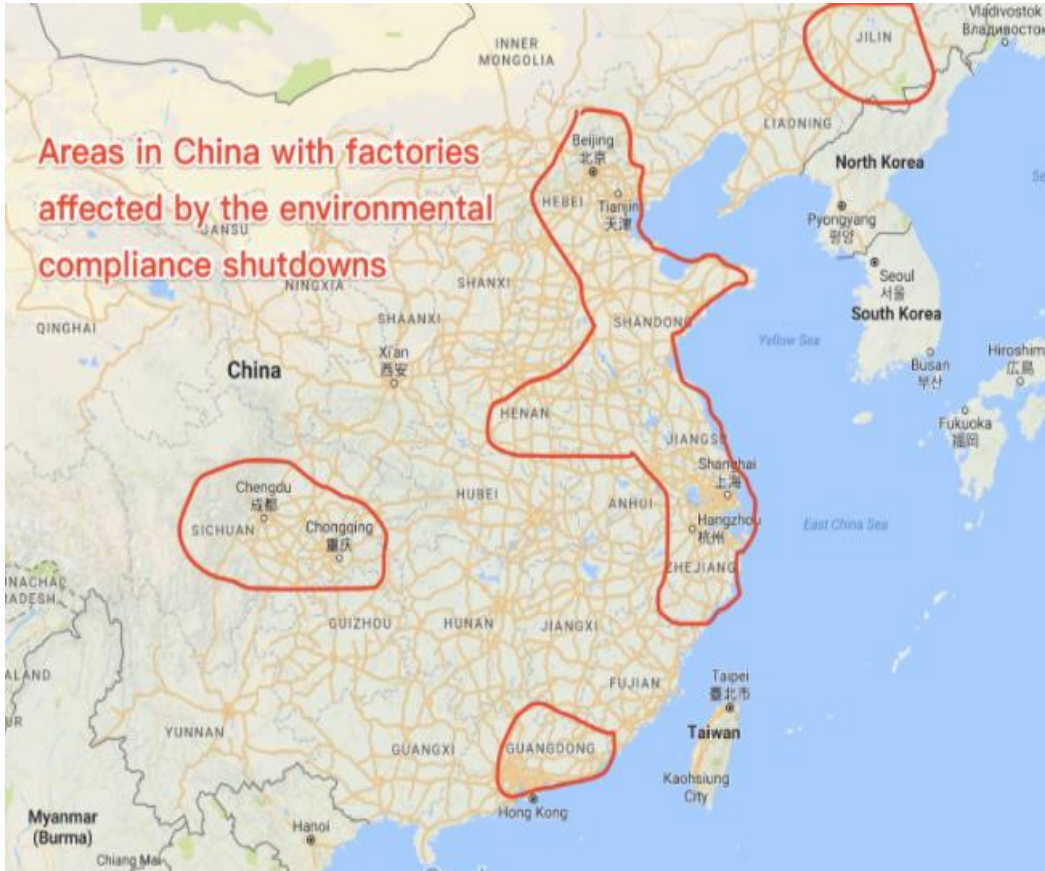 Vladivostok
Владивосток
INNER
MONGOLIA
JILIN
LIAONING
Areas in China with factories
affected by the environmental
compliance shutdowns
Beijing
北京
North Korea
HEBEI
Tianjin
天津
Pyongyang
평양
Seoul
서울
South Korea
NINGXIA
SHANXI
QINGHAI
SHAANXI
SHANDONG
Yellow Sea
Xi'an
西安
China
Busan
부산
Hiroshim
広島
HENAN
JIANGSU
Fukuoka
福岡
Shanghai
上海
Chengdu
成都
HUBEI
ANHUI
SICHUAN
Chongqing
重庆
Hangzhou
杭州
East China Sea
ZHEJIANG
UNACHAL
RADESH
GUIZHOU
HUNAN
JIANGXI
ALAND
FUJIAN
Taipei
臺北市
UR
YUNNAN
GUANGXI
GUANGDONG
Taiwan
Kaohsiung
City
Hong Kong
Myanmar
(Burma)
Hanoi
Chiang Mai